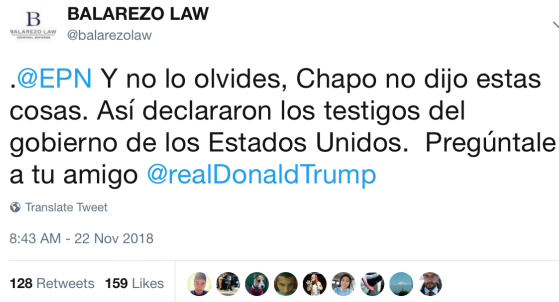 B
BALAREZO LAW
BALAREZO LAW
@balarezolaw
.@EPN Y no lo olvides, Chapo no dijo estas
cosas. Así declararon los testigos del
gobierno de los Estados Unidos.  Pregúntale
a tu amigo @realDonaldTrump
Translate Tweet
8:43 AM - 22 Nov 2018
128 Retweets 159 Likes